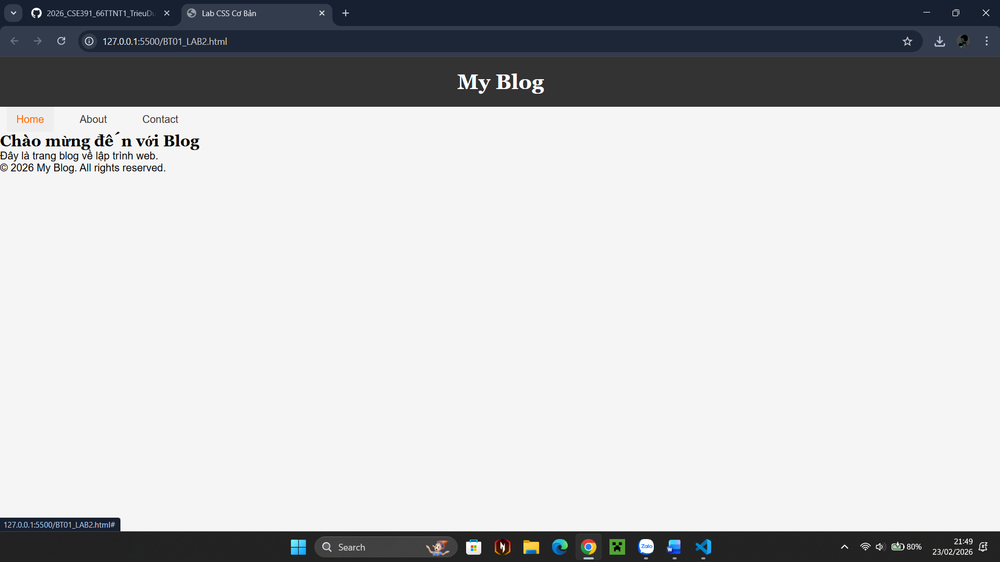 2026_CSE391_66TTNT1_TrieuDu
Lab CSS Cơ Bản
127.0.0.1:5500/BT01_LAB2.html
My Blog
Home About Contact
Chào mừng đến với Blog
Đây là trang blog về lập trình web.
© 2026 My Blog. All rights reserved.
127.0.0.1:5500/BT01_LAB2.html#
Search
Zalo
W
80%
21:49
23/02/2026